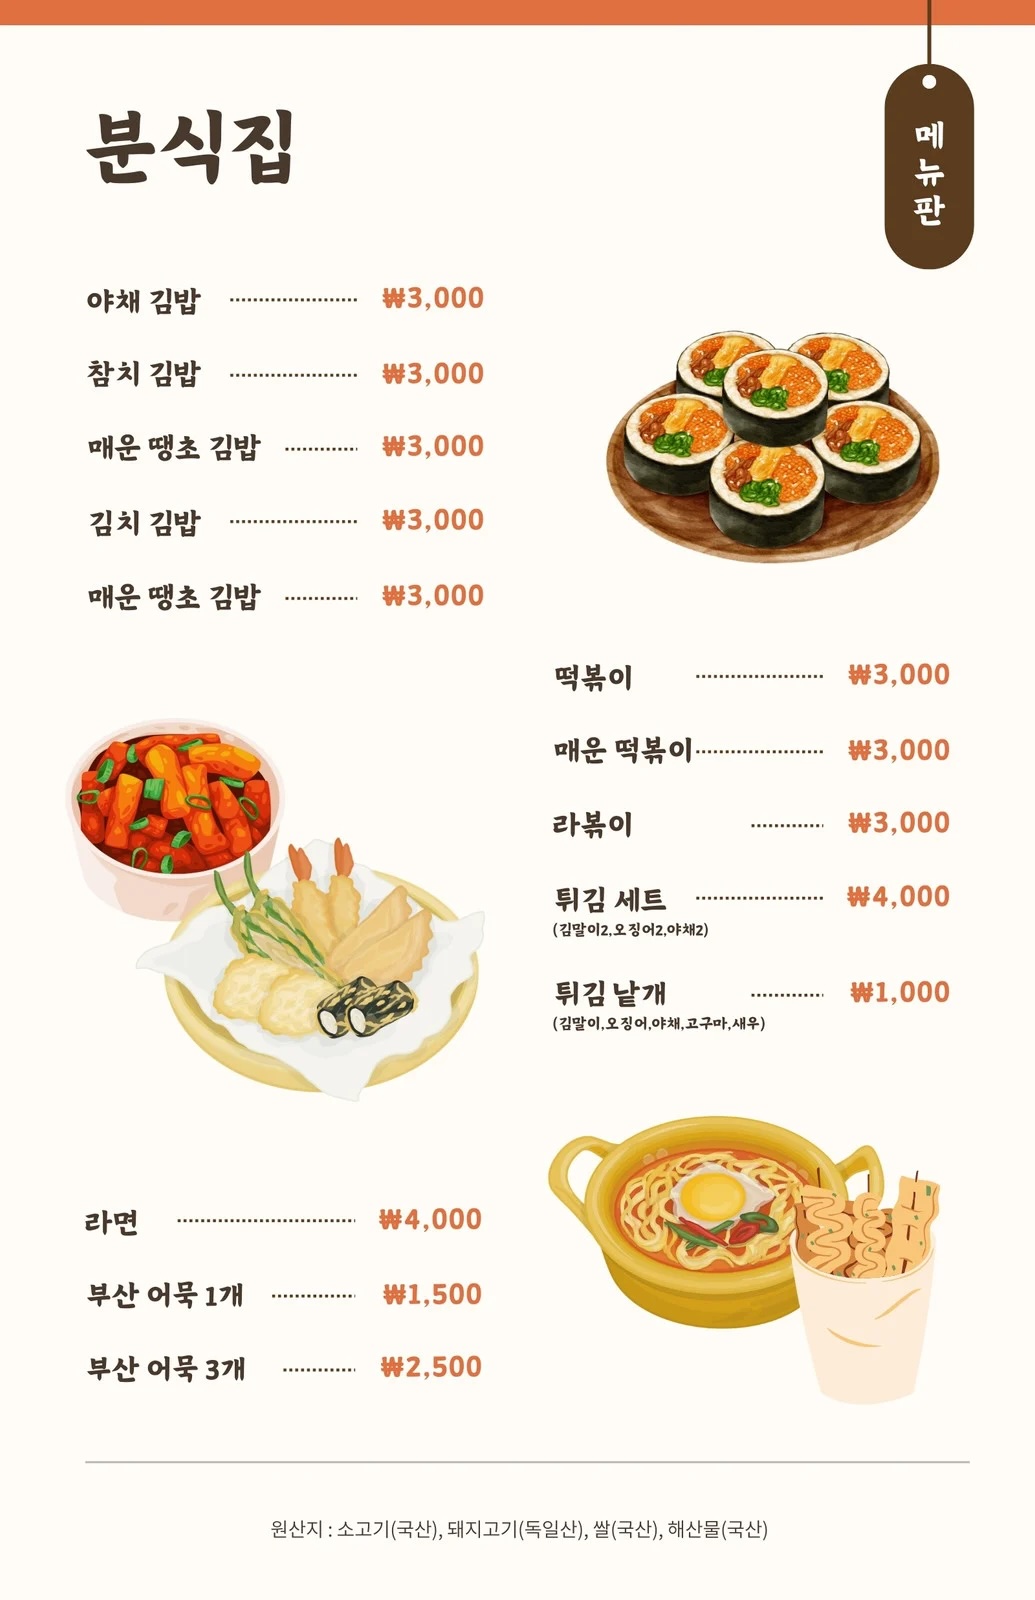 분식집
메뉴판
야채 김밥 ₩3,000
참치 김밥 ₩3,000
매운 땡초 김밥 ₩3,000
김치 김밥 ₩3,000
매운 땡초 김밥 ₩3,000
떡볶이 ₩3,000
매운 떡볶이 ₩3,000
라볶이 ₩3,000
튀김 세트 ₩4,000
(김말이2,오징어2,야채2)
튀김 낱개 ₩1,000
(김말이,오징어,야채,고구마,새우)
라면 ₩4,000
부산 어묵 1개 ₩1,500
부산 어묵 3개 ₩2,500
원산지 : 소고기(국산), 돼지고기(독일산), 쌀(국산), 해산물(국산)